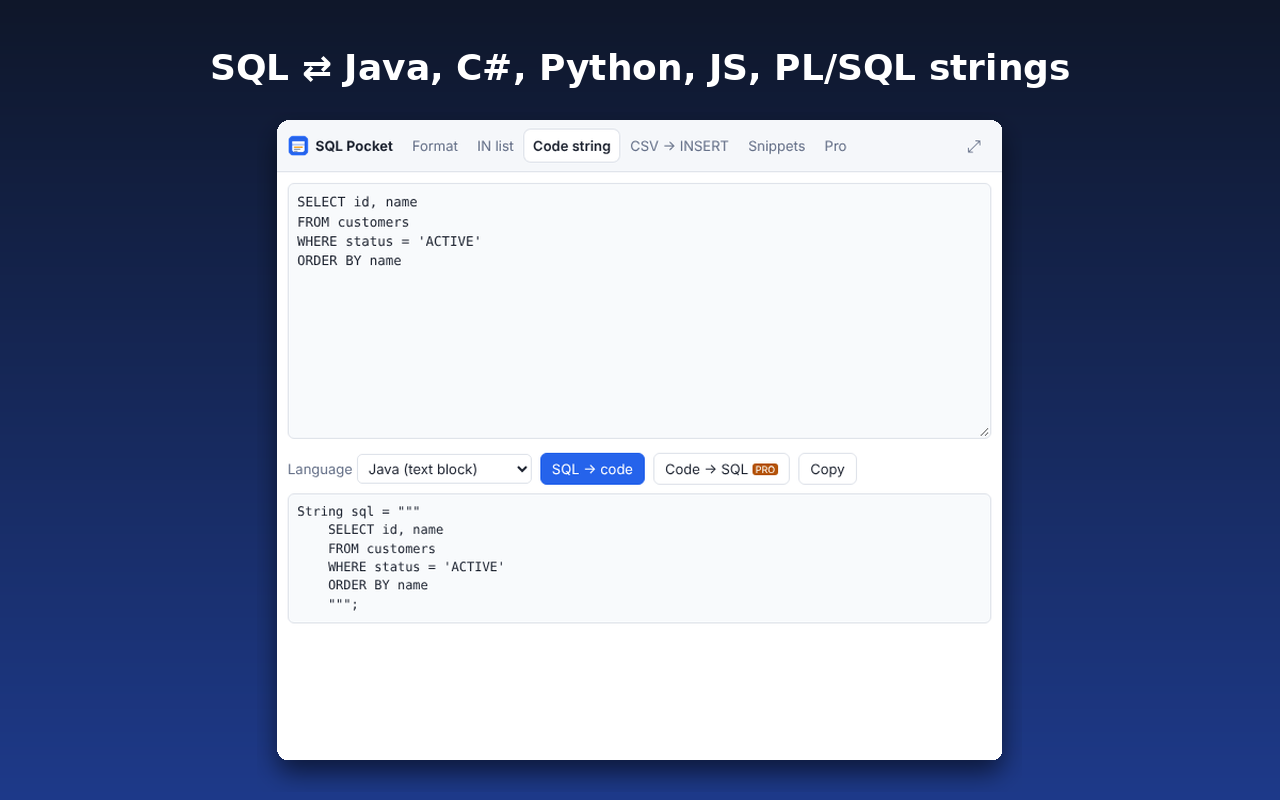 SQL ⇄ Java, C#, Python, JS, PL/SQL strings
SQL Pocket Format IN list Code string CSV → INSERT Snippets Pro
SELECT id, name
FROM customers
WHERE status = 'ACTIVE'
ORDER BY name
Language Java (text block) SQL → code Code → SQL PRO Copy
String sql = """
    SELECT id, name
    FROM customers
    WHERE status = 'ACTIVE'
    ORDER BY name
    """;